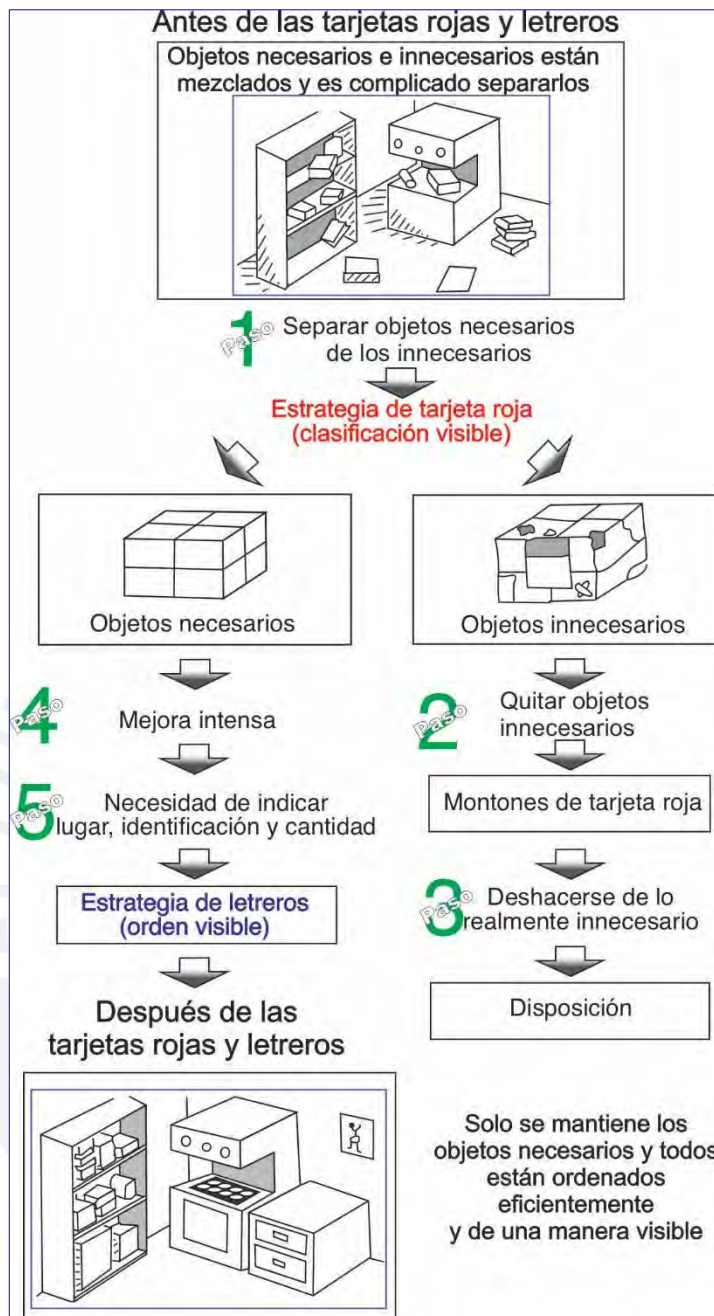 Antes de las tarjetas rojas y letreros
Objetos necesarios e innecesarios están
mezclados y es complicado separarlos
1 Paso
Separar objetos necesarios
de los innecesarios
Estrategia de tarjeta roja
(clasificación visible)
Objetos necesarios
Objetos innecesarios
4 Paso
Mejora intensa
2 Paso
Quitar objetos
innecesarios
5 Paso
Necesidad de indicar
lugar, identificación y cantidad
Montones de tarjeta roja
Estrategia de letreros
(orden visible)
3 Paso
Deshacerse de lo
realmente innecesario
Después de las
tarjetas rojas y letreros
Disposición
Solo se mantiene los
objetos necesarios y todos
están ordenados
eficientemente
y de una manera visible